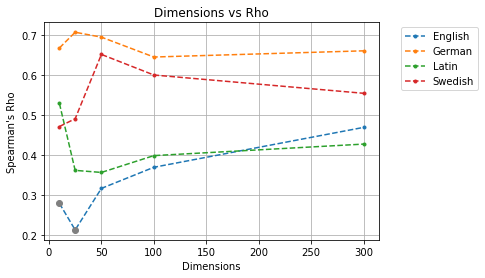 Dimensions vs Rho
Spearman's Rho
0.7
0.6
0.5
0.4
0.3
0.2
0
50
100
150
200
250
300
Dimensions
English
German
Latin
Swedish